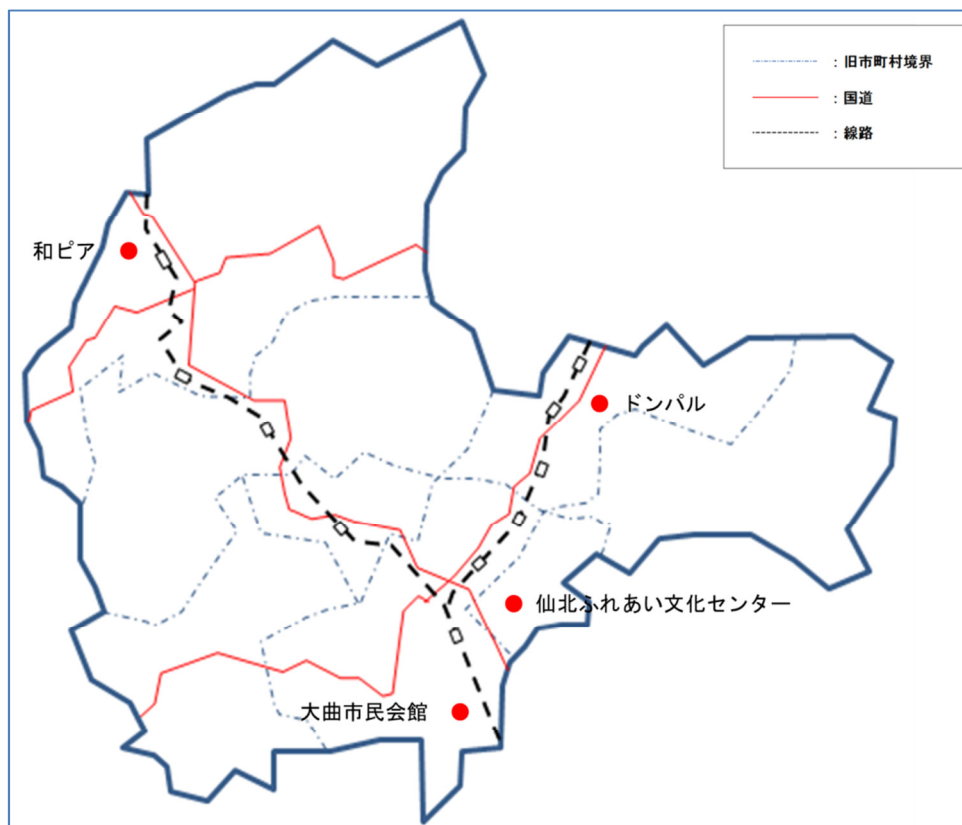 ：旧市町村境界
：国道
：線路
和ピア
ドンパル
仙北ふれあい文化センター
大曲市民会館